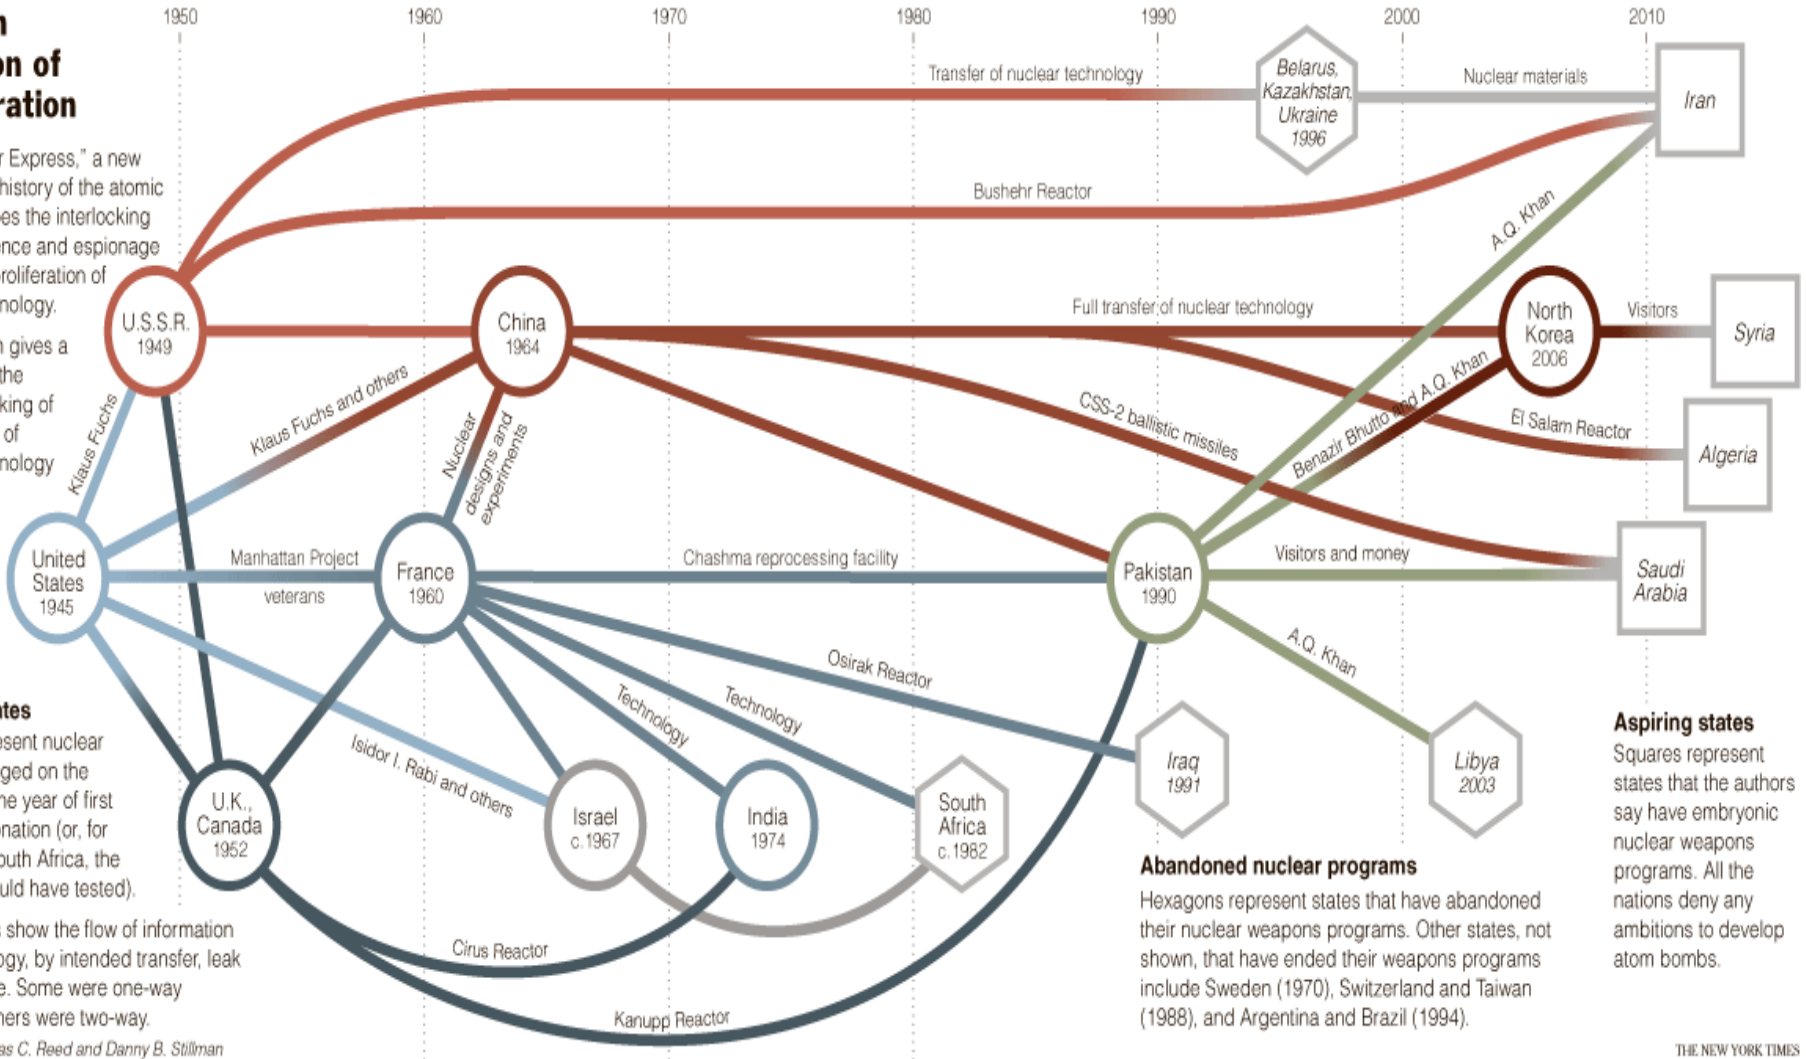 1950
1960
1970
1980
1990
2000
2010
on of
ration
r Express,” a new
history of the atomic
es the interlocking
ence and espionage
roliferation of
nology.
n gives a
the
king of
of
nology
Transfer of nuclear technology
Belarus,
Kazakhstan,
Ukraine
1996
Nuclear materials
Iran
Bushehr Reactor
A.Q. Khan
U.S.S.R.
1949
China
1964
Full transfer of nuclear technology
North
Korea
2006
Visitors
Syria
Klaus Fuchs
Klaus Fuchs and others
Nuclear
designs and
experiments
CSS-2 ballistic missiles
Benazir Bhutto and A.Q. Khan
El Salam Reactor
Algeria
United
States
1945
Manhattan Project
veterans
France
1960
Chashma reprocessing facility
Pakistan
1990
Visitors and money
Saudi
Arabia
Osirak Reactor
A.Q. Khan
Technology
Technology
Isidor I. Rabi and others
U.K.,
Canada
1952
Israel
c.1967
India
1974
South
Africa
c.1982
Iraq
1991
Libya
2003
Cirus Reactor
Kanupp Reactor
ates
esent nuclear
ged on the
he year of first
onation (or, for
outh Africa, the
uld have tested).
s show the flow of information
ogy, by intended transfer, leak
e. Some were one-way
hers were two-way.
as C. Reed and Danny B. Stillman
Abandoned nuclear programs
Hexagons represent states that have abandoned
their nuclear weapons programs. Other states, not
shown, that have ended their weapons programs
include Sweden (1970), Switzerland and Taiwan
(1988), and Argentina and Brazil (1994).
Aspiring states
Squares represent
states that the authors
say have embryonic
nuclear weapons
programs. All the
nations deny any
ambitions to develop
atom bombs.
THE NEW YORK TIMES